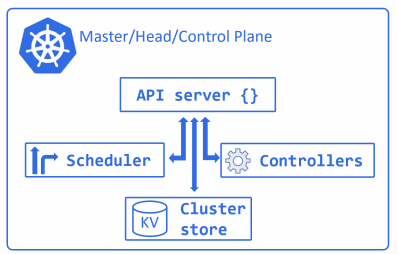 Master/Head/Control Plane
API server {}
Scheduler
Controllers
KV
Cluster
store